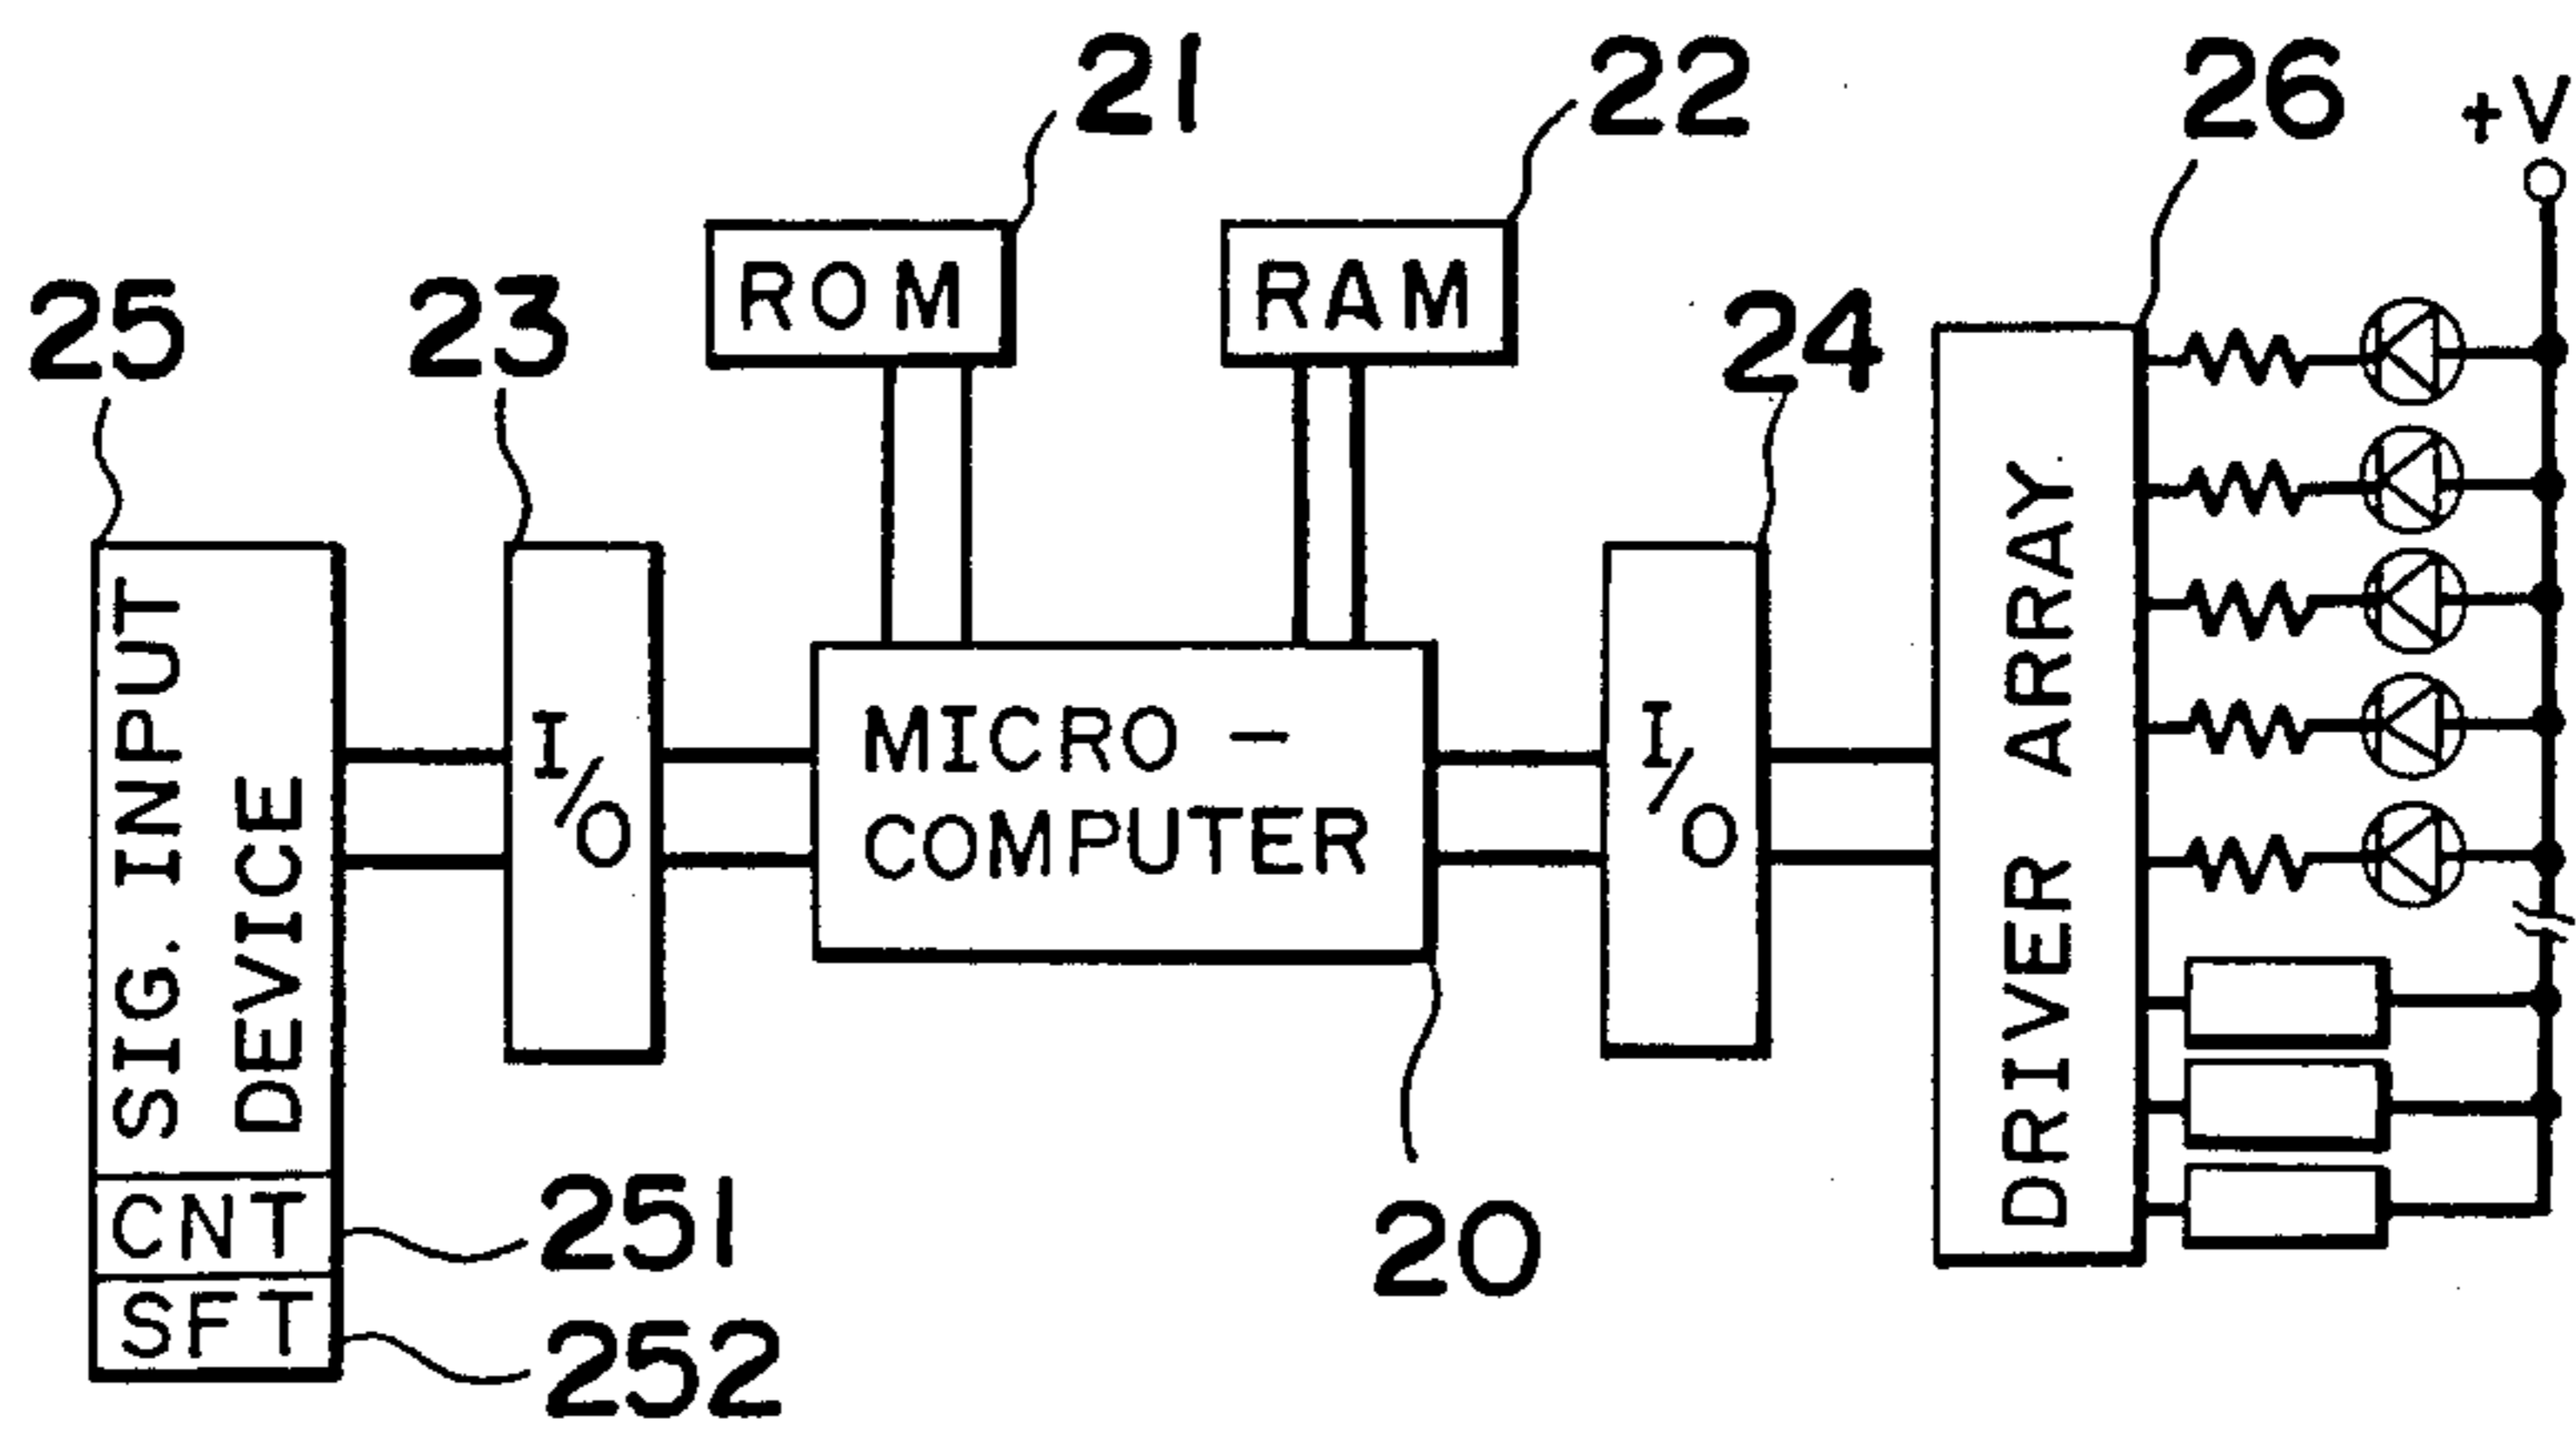 21
22
26
+V
25
23
ROM
RAM
24
SIG. INPUT
DEVICE
I/O
MICRO-
COMPUTER
I/O
DRIVER ARRAY
CNT
251
20
SFT
252